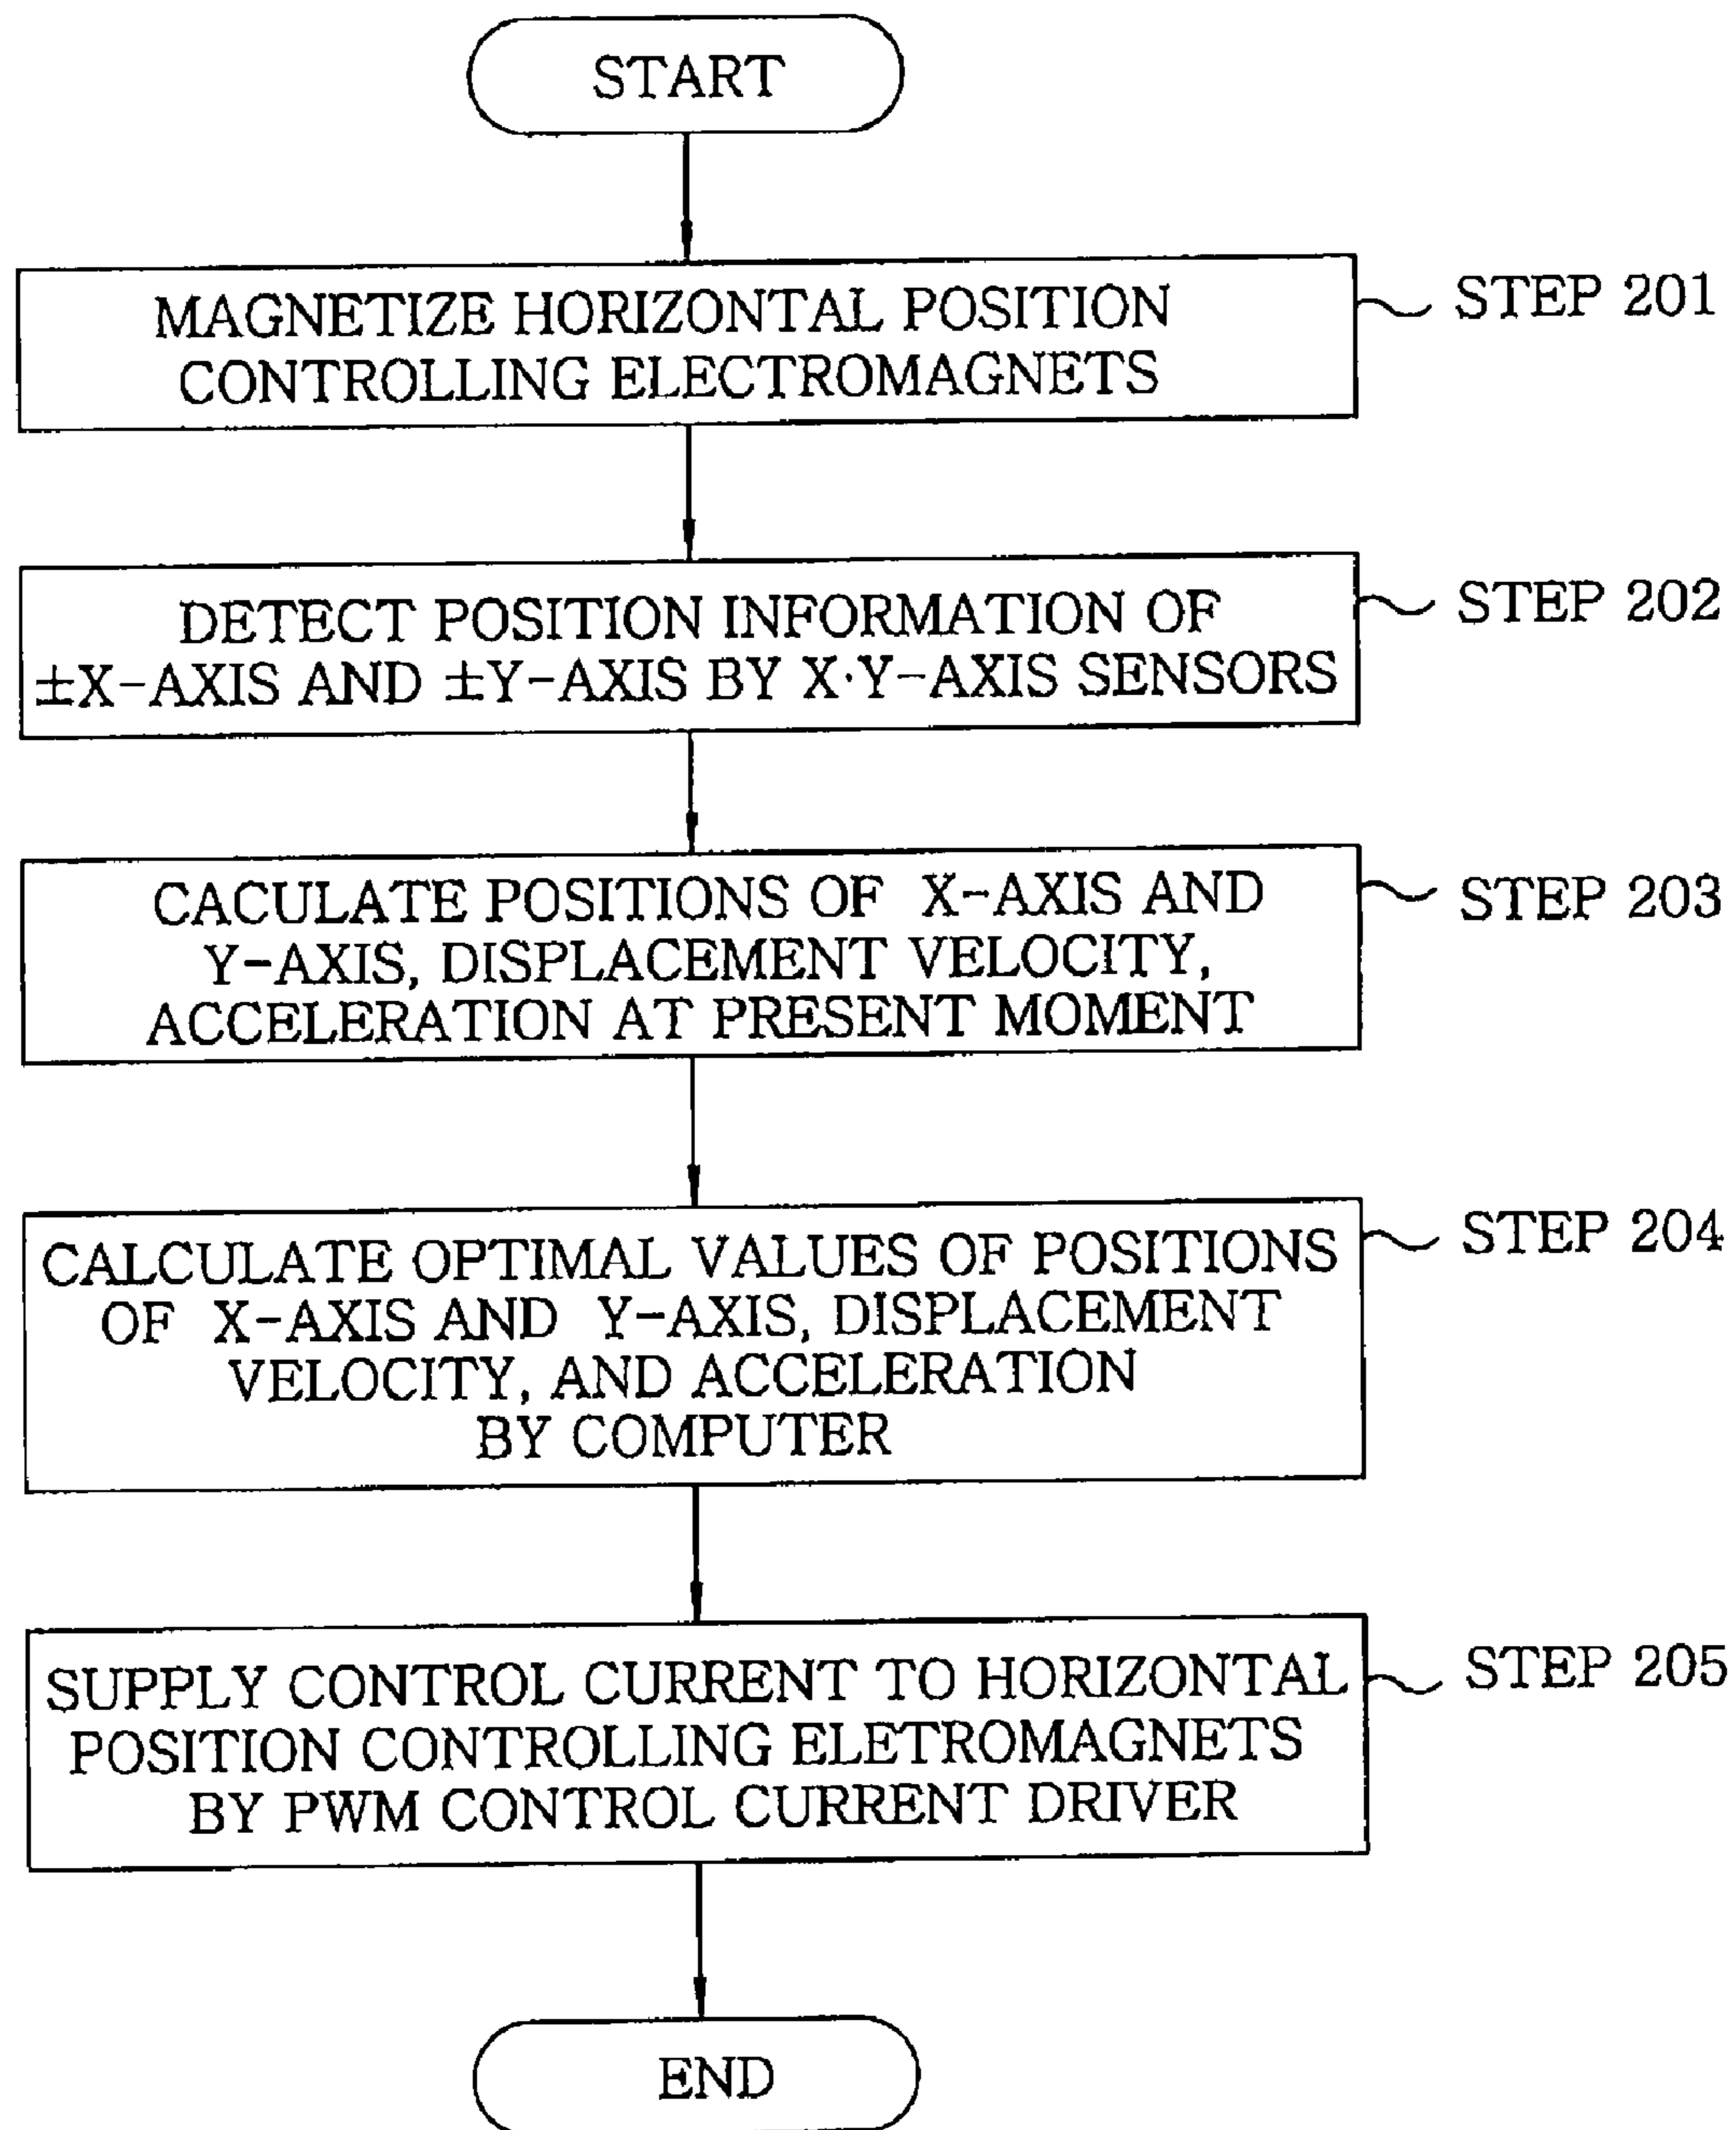 START
MAGNETIZE HORIZONTAL POSITION
CONTROLLING ELECTROMAGNETS
STEP 201
DETECT POSITION INFORMATION OF
±X-AXIS AND ±Y-AXIS BY X·Y-AXIS SENSORS
STEP 202
CACULATE POSITIONS OF X-AXIS AND
Y-AXIS, DISPLACEMENT VELOCITY,
ACCELERATION AT PRESENT MOMENT
STEP 203
CALCULATE OPTIMAL VALUES OF POSITIONS
OF X-AXIS AND Y-AXIS, DISPLACEMENT
VELOCITY, AND ACCELERATION
BY COMPUTER
STEP 204
SUPPLY CONTROL CURRENT TO HORIZONTAL
POSITION CONTROLLING ELETROMAGNETS
BY PWM CONTROL CURRENT DRIVER
STEP 205
END